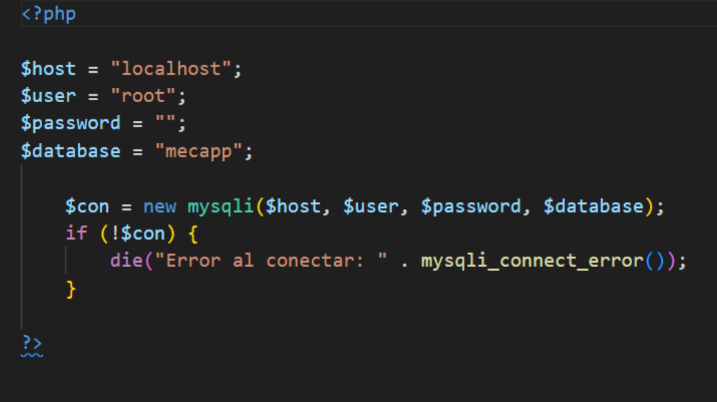 <?php
$host = "localhost";
$user = "root";
$password = "";
$database = "mecapp";
$con = new mysqli($host, $user, $password, $database);
if (!$con) {
die("Error al conectar: " . mysqli_connect_error());
}
?>